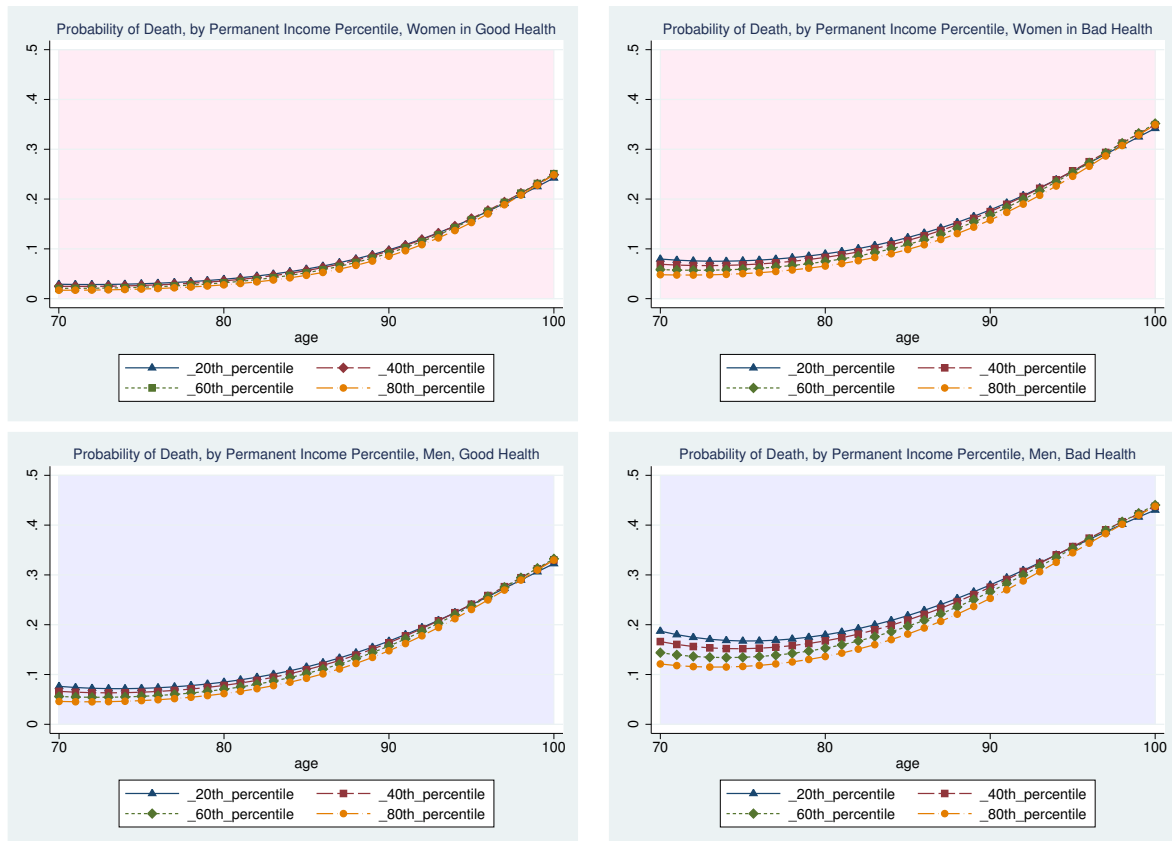 Probability of Death, by Permanent Income Percentile, Women in Good Health
.5
.4
.3
.2
.1
0
70 80 90 100
age
_20th_percentile _40th_percentile
_60th_percentile _80th_percentile
Probability of Death, by Permanent Income Percentile, Women in Bad Health
.5
.4
.3
.2
.1
0
70 80 90 100
age
_20th_percentile _40th_percentile
_60th_percentile _80th_percentile
Probability of Death, by Permanent Income Percentile, Men, Good Health
.5
.4
.3
.2
.1
0
70 80 90 100
age
_20th_percentile _40th_percentile
_60th_percentile _80th_percentile
Probability of Death, by Permanent Income Percentile, Men, Bad Health
.5
.4
.3
.2
.1
0
70 80 90 100
age
_20th_percentile _40th_percentile
_60th_percentile _80th_percentile